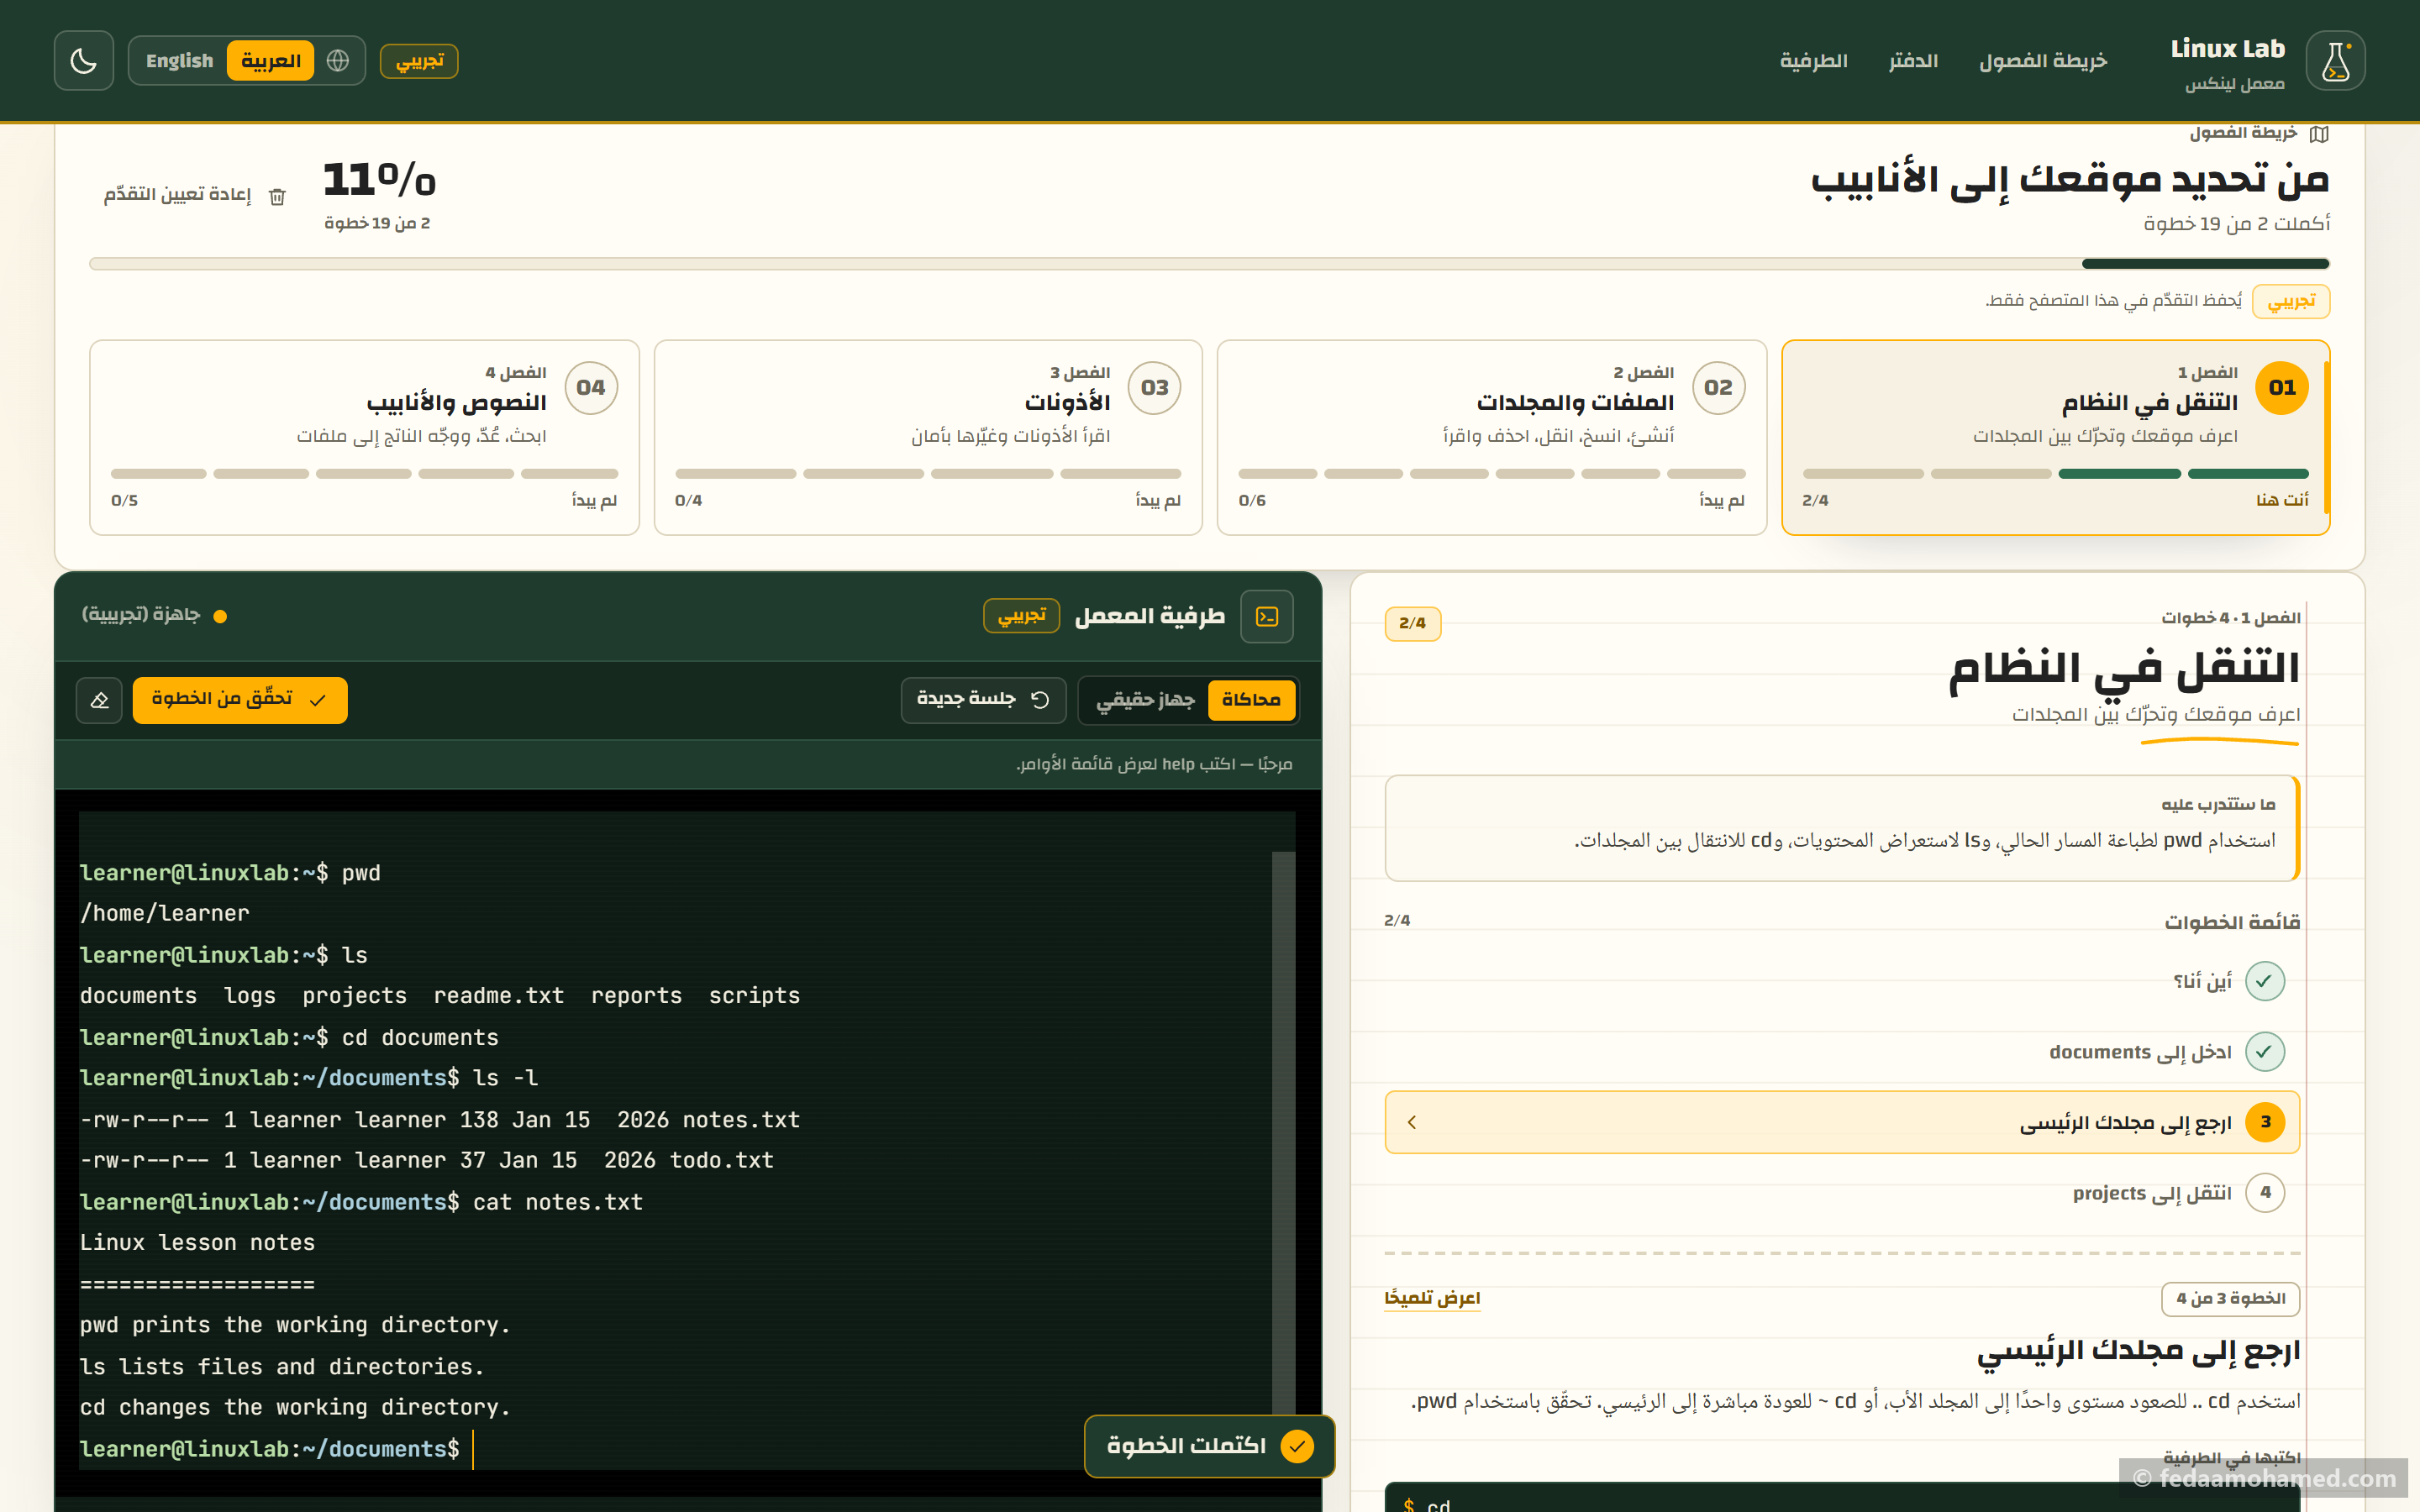 Linux Lab
معمل لينكس
خريطة الفصول
الدفتر
الطرفية
تجريبي
العربية
English
خريطة الفصول
من تحديد موقعك إلى الأنابيب
أكملت 2 من 19 خطوة
11%
2 من 19 خطوة
إعادة تعيين التقدّم
تجريبي
يُحفظ التقدّم في هذا المتصفح فقط.
01
الفصل 1
التنقل في النظام
اعرف موقعك وتحرّك بين المجلدات
أنت هنا
2/4
02
الفصل 2
الملفات والمجلدات
أنشئ، انسخ، انقل، احذف واقرأ
لم يبدأ
0/6
03
الفصل 3
الأذونات
اقرأ الأذونات وغيّرها بأمان
لم يبدأ
0/4
04
الفصل 4
النصوص والأنابيب
ابحث، عُدّ، ووجّه الناتج إلى ملفات
لم يبدأ
0/5
الفصل 1 · 4 خطوات
2/4
التنقل في النظام
اعرف موقعك وتحرّك بين المجلدات
ما ستتدرب عليه
استخدام pwd لطباعة المسار الحالي، وls لاستعراض المحتويات، وcd للانتقال بين المجلدات.
قائمة الخطوات
2/4
أين أنا؟
ادخل إلى documents
3
ارجع إلى مجلدك الرئيسي
4
انتقل إلى projects
الخطوة 3 من 4
اعرض تلميحًا
ارجع إلى مجلدك الرئيسي
استخدم cd .. للصعود مستوى واحدًا إلى المجلد الأب، أو cd ~ للعودة مباشرة إلى الرئيسي. تحقّق باستخدام pwd.
اكتبها في الطرفية
$ cd
طرفية المعمل
تجريبي
جاهزة (تجريبية)
محاكاة
جهاز حقيقي
جلسة جديدة
تحقّق من الخطوة
مرحبًا — اكتب help لعرض قائمة الأوامر.
learner@linuxlab:~$ pwd
/home/learner
learner@linuxlab:~$ ls
documents  logs  projects  readme.txt  reports  scripts
learner@linuxlab:~$ cd documents
learner@linuxlab:~/documents$ ls -l
-rw-r--r-- 1 learner learner 138 Jan 15  2026 notes.txt
-rw-r--r-- 1 learner learner 37 Jan 15  2026 todo.txt
learner@linuxlab:~/documents$ cat notes.txt
Linux lesson notes
==================
pwd prints the working directory.
ls lists files and directories.
cd changes the working directory.
learner@linuxlab:~/documents$
اكتملت الخطوة
© fedaamohamed.com